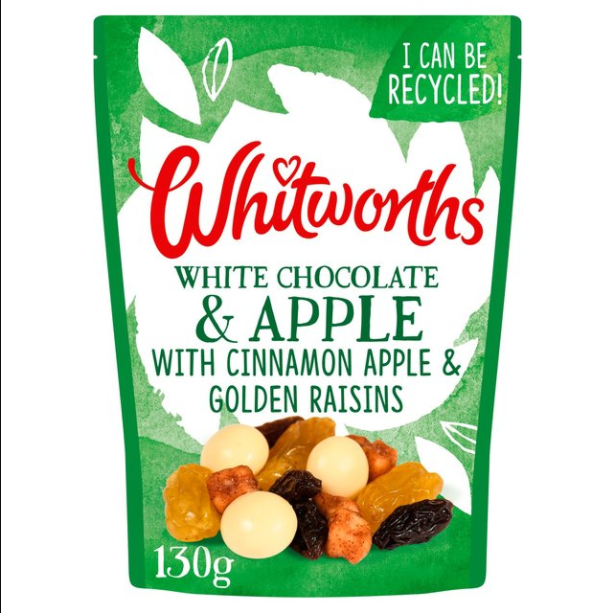 I CAN BE
RECYCLED!
Whitworths
WHITE CHOCOLATE
& APPLE
WITH CINNAMON APPLE &
GOLDEN RAISINS
130g